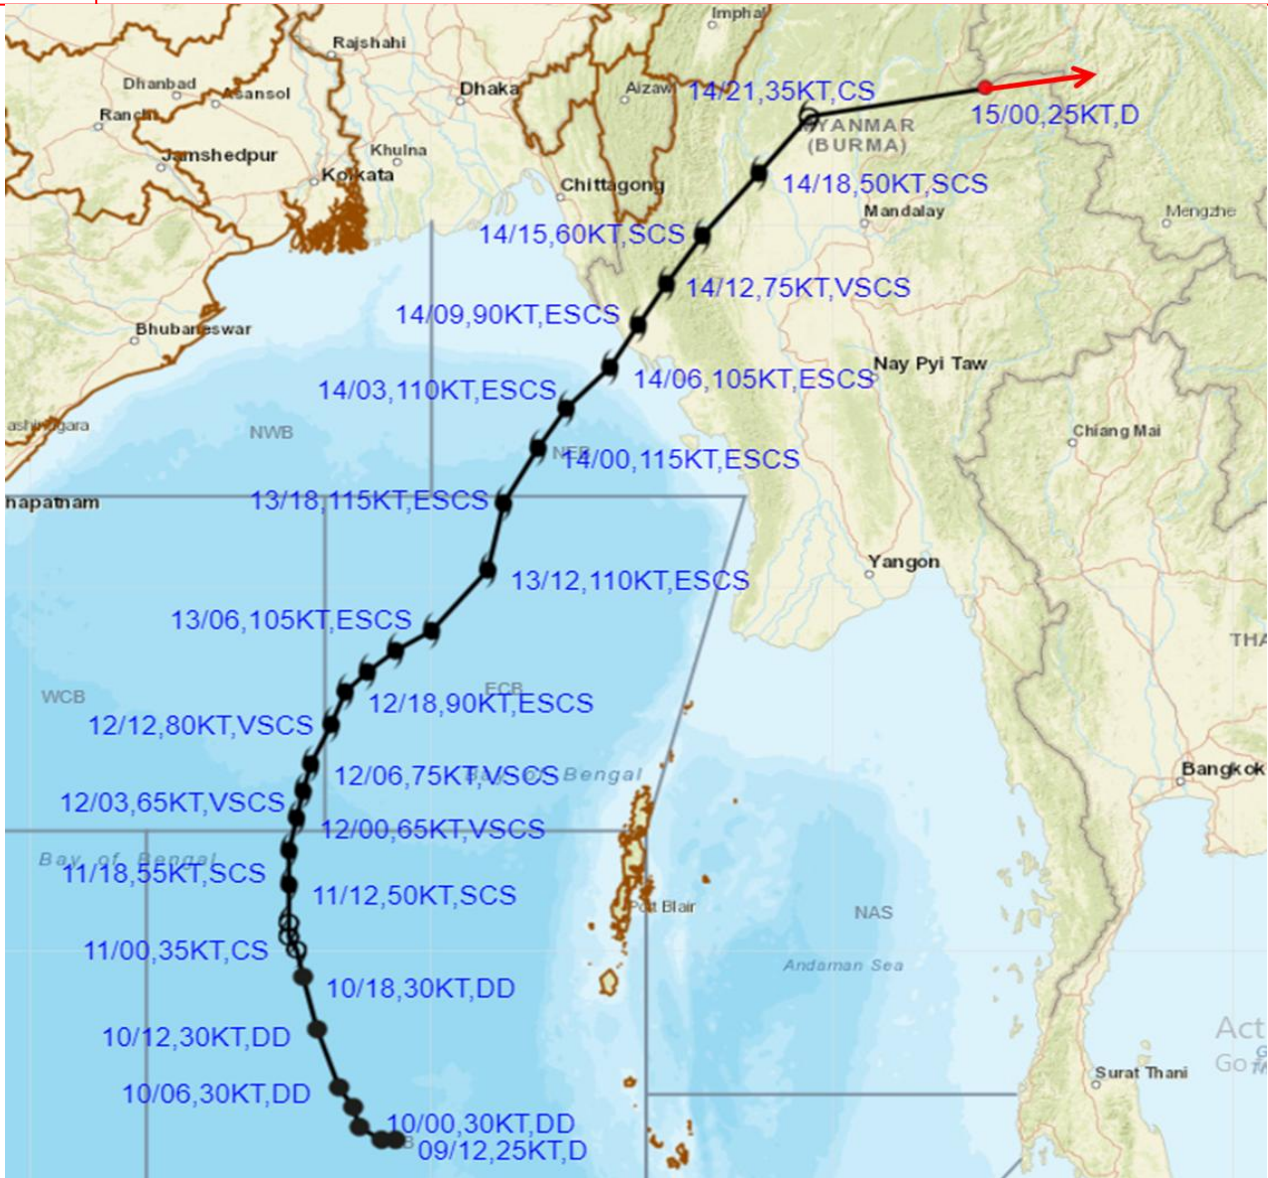 Imphal
Rajshahi
Dhanbad
Asansol
Dhaka
Aizaw
14/21,35KT,CS
15/00,25KT,D
Ranchi
MYANMAR
(BURMA)
Khulna
Jamshedpur
Kolkata
Chittagong
14/18,50KT,SCS
Mandalay
Mengzhe
14/15,60KT,SCS
14/12,75KT,VSCS
14/09,90KT,ESCS
Bhubaneswar
Nay Pyi Taw
14/06,105KT,ESCS
14/03,110KT,ESCS
NWB
Chiang Mai
NEB
14/00,115KT,ESCS
hapatnam
13/18,115KT,ESCS
Yangon
13/12,110KT,ESCS
13/06,105KT,ESCS
THA
ECB
WCB
12/18,90KT,ESCS
12/12,80KT,VSCS
Bay of Bengal
12/06,75KT,VSCS
Bangkok
12/03,65KT,VSCS
12/00,65KT,VSCS
Bay of Bengal
11/18,55KT,SCS
11/12,50KT,SCS
Port Blair
NAS
11/00,35KT,CS
Andaman Sea
10/18,30KT,DD
10/12,30KT,DD
Act
Go
Surat Thani
10/06,30KT,DD
10/00,30KT,DD
09/12,25KT,D